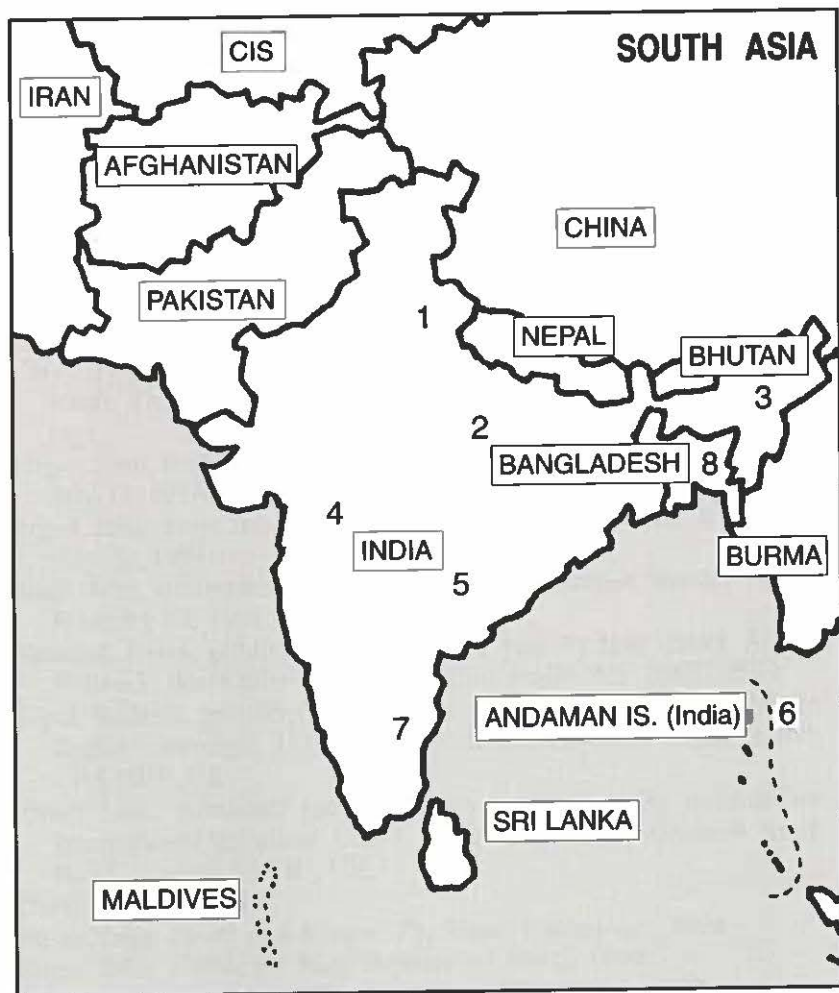 CIS
SOUTH ASIA
IRAN
AFGHANISTAN
CHINA
PAKISTAN
1
NEPAL
BHUTAN
3
2
BANGLADESH
8
4
INDIA
BURMA
5
ANDAMAN IS. (India)
6
7
SRI LANKA
MALDIVES